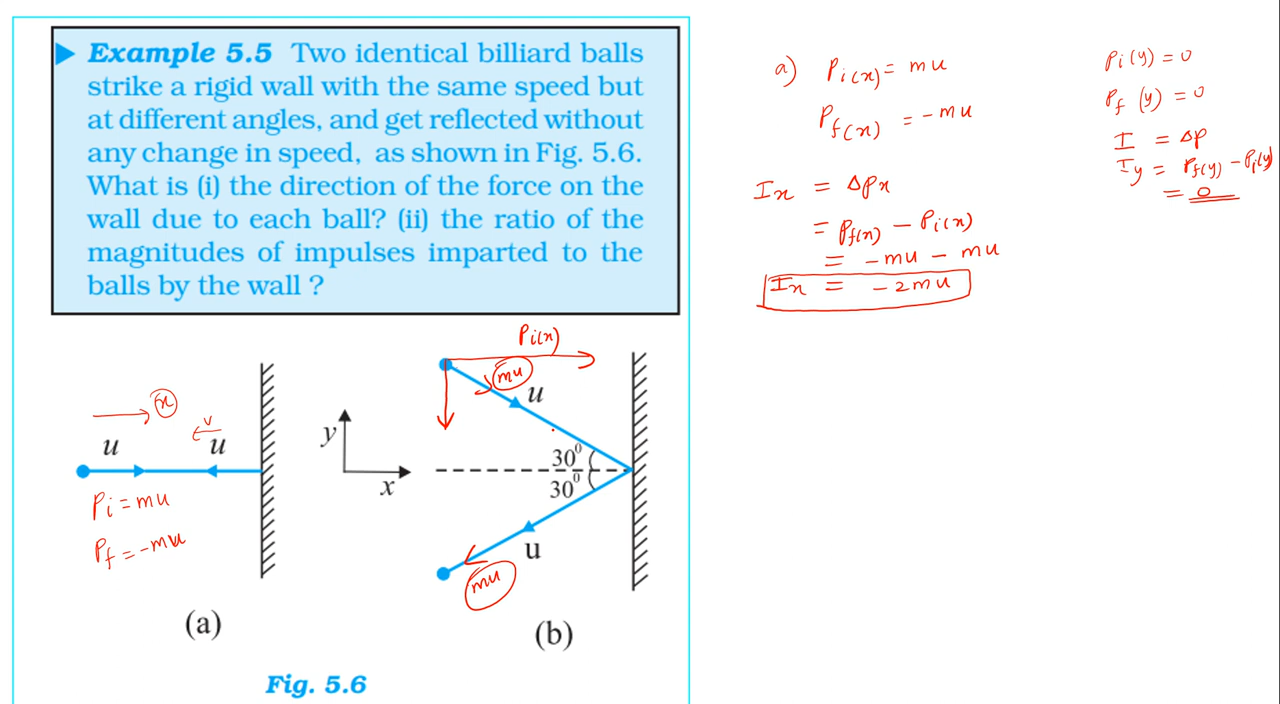 Example 5.5 Two identical billiard balls
strike a rigid wall with the same speed but
at different angles, and get reflected without
any change in speed, as shown in Fig. 5.6.
What is (i) the direction of the force on the
wall due to each ball? (ii) the ratio of the
magnitudes of impulses imparted to the
balls by the wall ?
x
v
u
u
Pi = mu
Pf = -mu
(a)
y
x
Pi(x)
mu
u
30⁰
30⁰
u
mu
(b)
Fig. 5.6
a) Pi(x) = mu
Pf(x) = -mu
Ix = Δpx
= Pf(x) - Pi(x)
= -mu - mu
Ix = -2mu
Pi(y) = 0
Pf(y) = 0
I = Δp
Iy = Pf(y) - Pi(y)
= 0